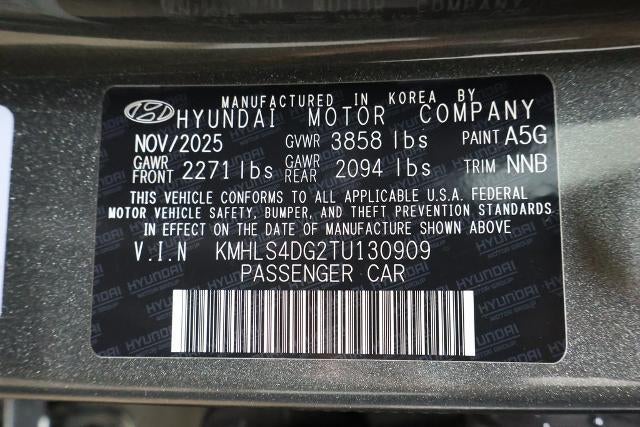 MANUFACTURED IN KOREA BY
HYUNDAI MOTOR COMPANY
NOV/2025 GVWR 3858 lbs PAINT A5G
GAWR FRONT 2271 lbs GAWR REAR 2094 lbs TRIM NNB
THIS VEHICLE CONFORMS TO ALL APPLICABLE U.S.A. FEDERAL
MOTOR VEHICLE SAFETY, BUMPER, AND THEFT PREVENTION STANDARDS
IN EFFECT ON THE DATE OF MANUFACTURE SHOWN ABOVE
V.I.N KMHLS4DG2TU130909
PASSENGER CAR